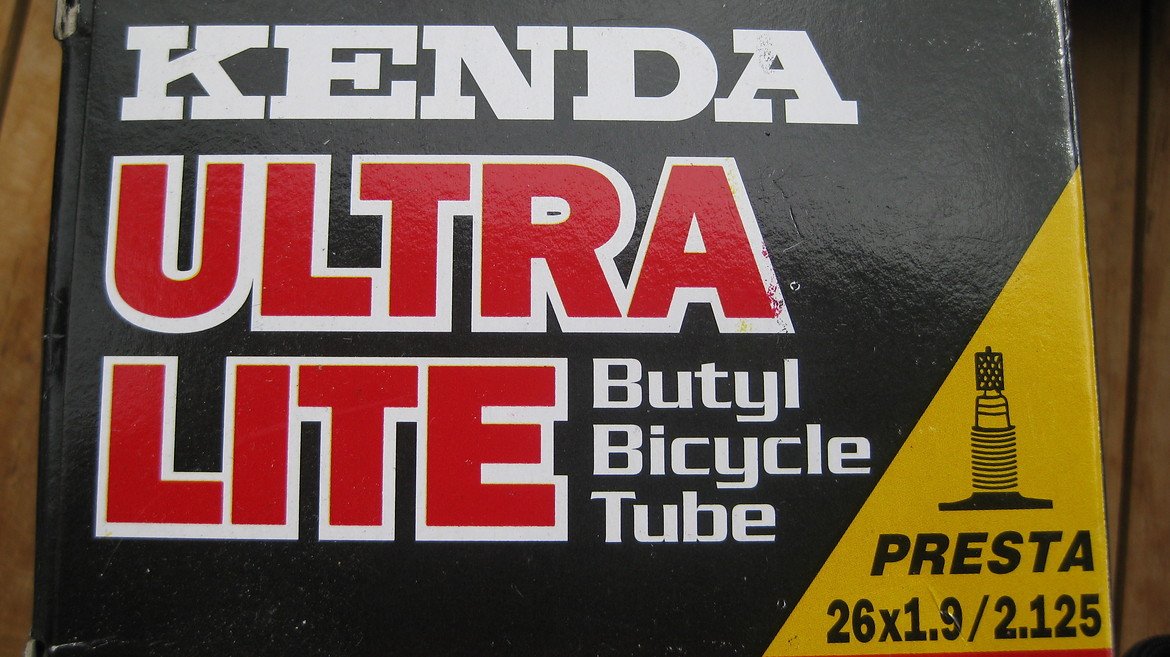 KENDA
ULTRA
LITE
Butyl
Bicycle
Tube
PRESTA
26x1.9/2.125